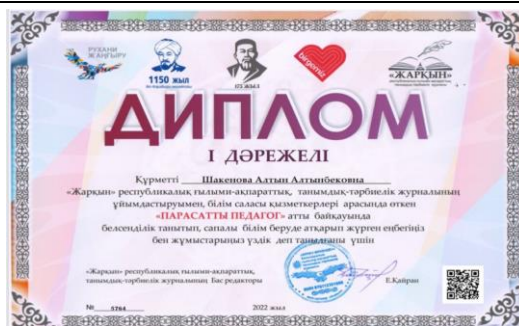 РУХАНИ
ЖАҢҒЫРУ
1150 жыл
175 ЖЫЛ
birgemiz
«ЖАРҚЫН»
ДИПЛОМ
I ДӘРЕЖЕЛІ
Құрметті Шакенова Алтын Алтынбековна
«Жарқын» республикалық ғылыми-ақпараттық, танымдық-тәрбиелік журналының
ұйымдастыруымен, білім саласы қызметкерлері арасында өткен
«ПАРАСАТТЫ ПЕДАГОГ» атты байқауында
белсенділік танытып, сапалы білім беруде атқарып жүрген еңбегіңіз
бен жұмыстарыңыз үздік деп танылғаны үшін
«Жарқын» республикалық ғылыми-ақпараттық,
танымдық-тәрбиелік журналының Бас редакторы
Е.Қайран
№ 5764
2022 жыл